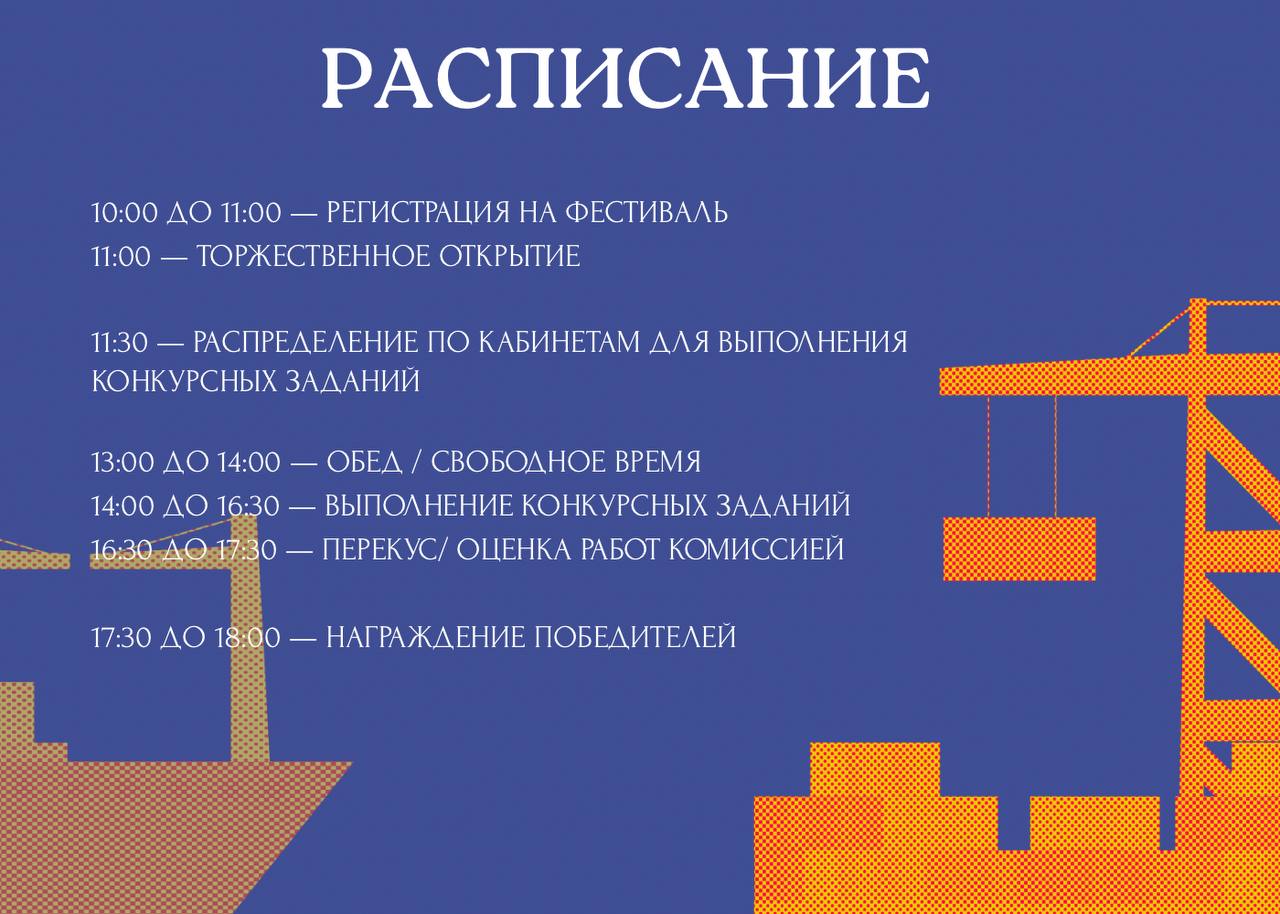 РАСПИСАНИЕ
10:00 ДО 11:00 — РЕГИСТРАЦИЯ НА ФЕСТИВАЛЬ
11:00 — ТОРЖЕСТВЕННОЕ ОТКРЫТИЕ
11:30 — РАСПРЕДЕЛЕНИЕ ПО КАБИНЕТАМ ДЛЯ ВЫПОЛНЕНИЯ
КОНКУРСНЫХ ЗАДАНИЙ
13:00 ДО 14:00 — ОБЕД / СВОБОДНОЕ ВРЕМЯ
14:00 ДО 16:30 — ВЫПОЛНЕНИЕ КОНКУРСНЫХ ЗАДАНИЙ
16:30 ДО 17:30 — ПЕРЕКУС/ ОЦЕНКА РАБОТ КОМИССИЕЙ
17:30 ДО 18:00 — НАГРАЖДЕНИЕ ПОБЕДИТЕЛЕЙ